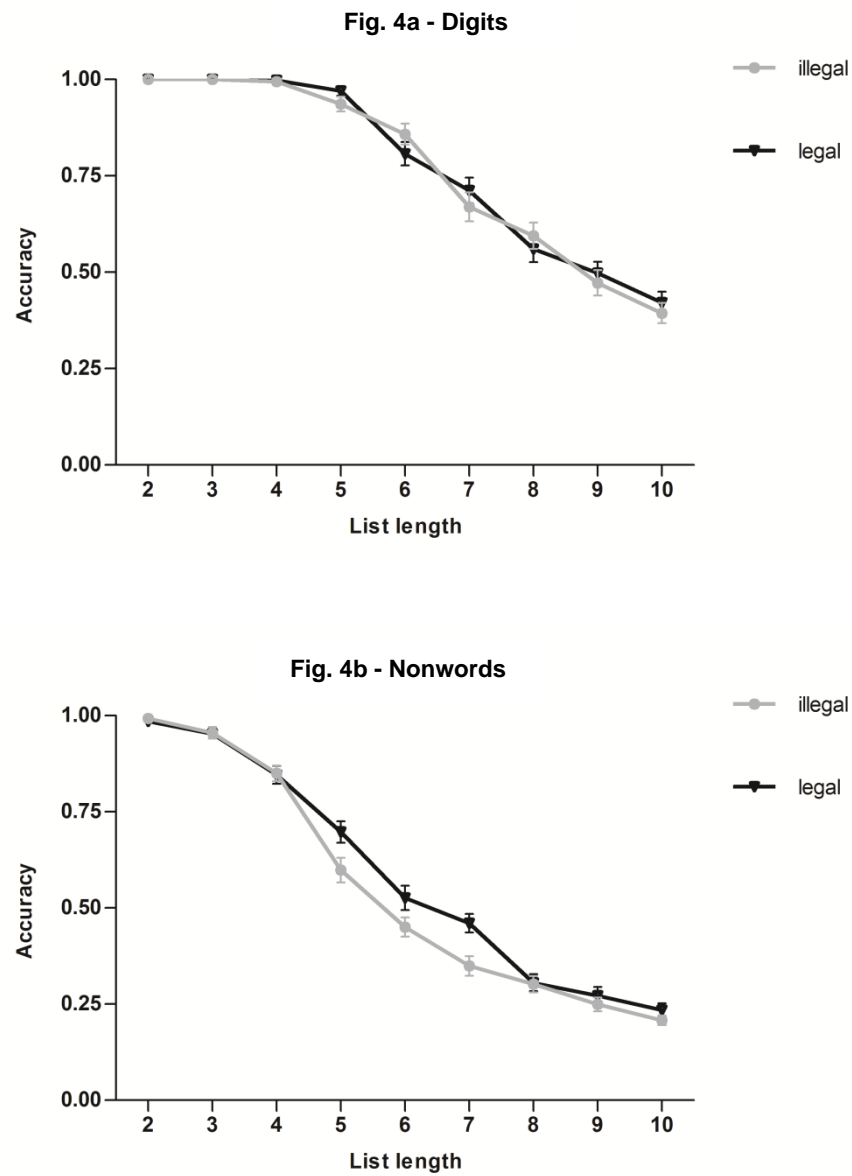 Fig. 4a - Digits
illegal
legal
1.00
0.75
0.50
0.25
0.00
Accuracy
2 3 4 5 6 7 8 9 10
List length
Fig. 4b - Nonwords
illegal
legal
1.00
0.75
0.50
0.25
0.00
Accuracy
2 3 4 5 6 7 8 9 10
List length